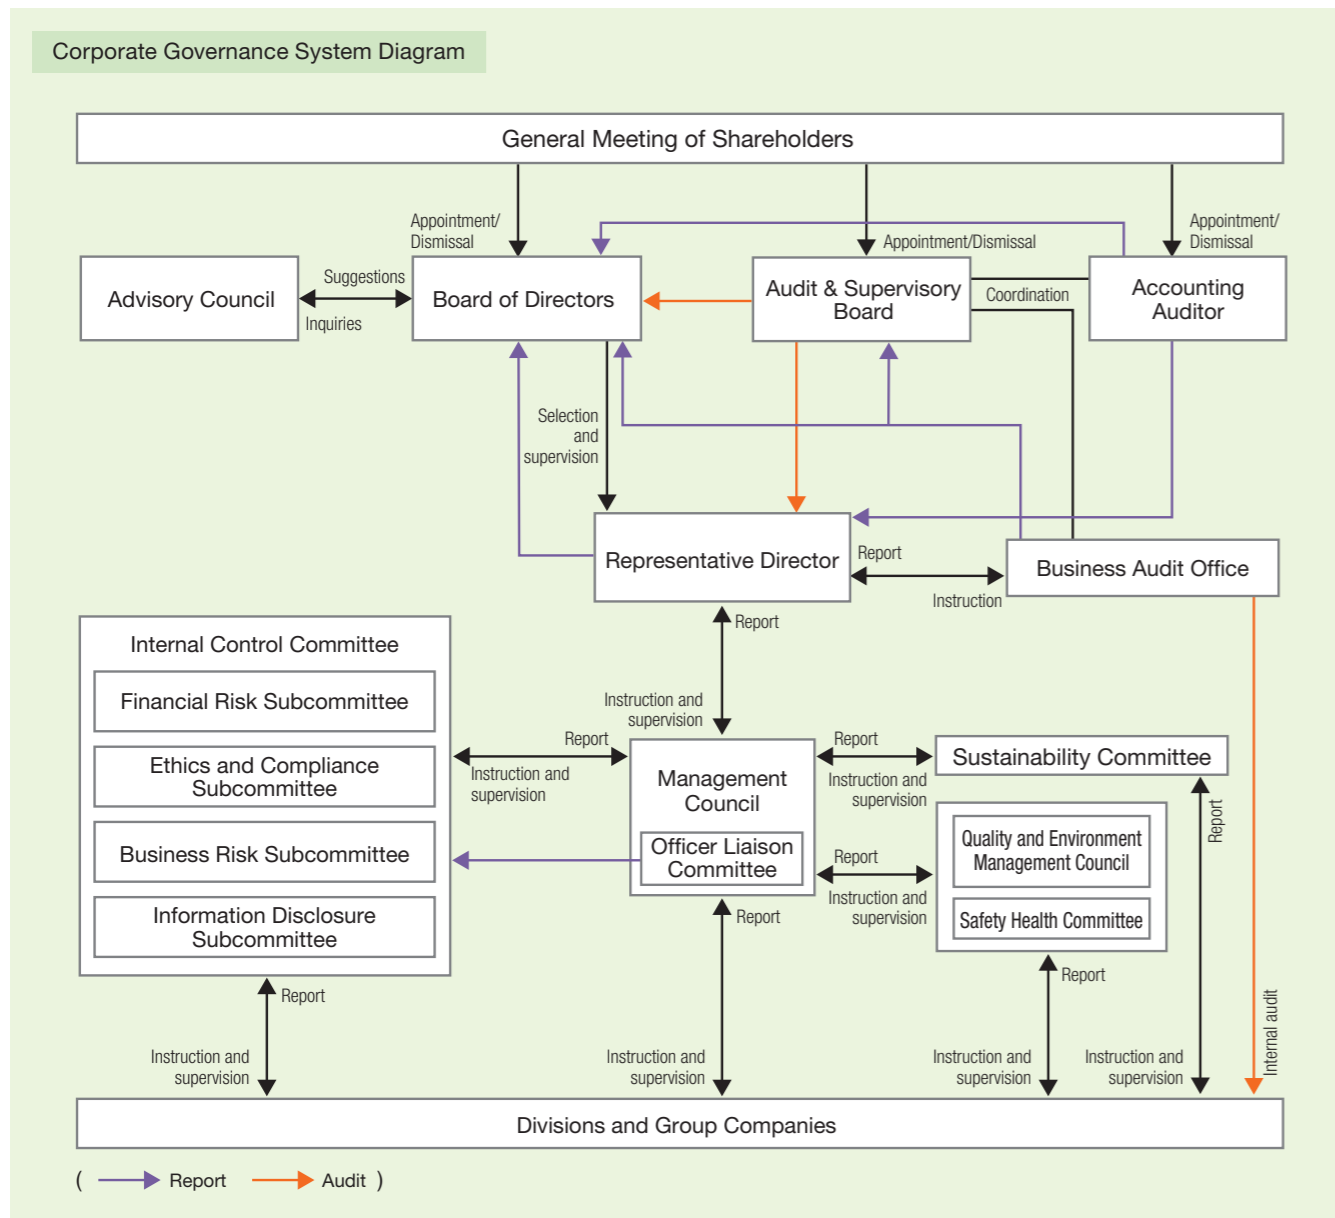 Corporate Governance System Diagram
General Meeting of Shareholders
Appointment/
Dismissal
Appointment/Dismissal
Appointment/
Dismissal
Advisory Council
Suggestions
Inquiries
Board of Directors
Audit & Supervisory
Board
Coordination
Accounting
Auditor
Selection
and
supervision
Representative Director
Report
Instruction
Business Audit Office
Report
Instruction and
supervision
Internal Control Committee
Financial Risk Subcommittee
Ethics and Compliance
Subcommittee
Business Risk Subcommittee
Information Disclosure
Subcommittee
Report
Instruction and
supervision
Management
Council
Officer Liaison
Committee
Report
Instruction and
supervision
Sustainability Committee
Report
Instruction and
supervision
Quality and Environment
Management Council
Safety Health Committee
Report
Report
Instruction and
supervision
Report
Instruction and
supervision
Report
Instruction and
supervision
Instruction and
supervision
Internal audit
Divisions and Group Companies
( Report Audit )